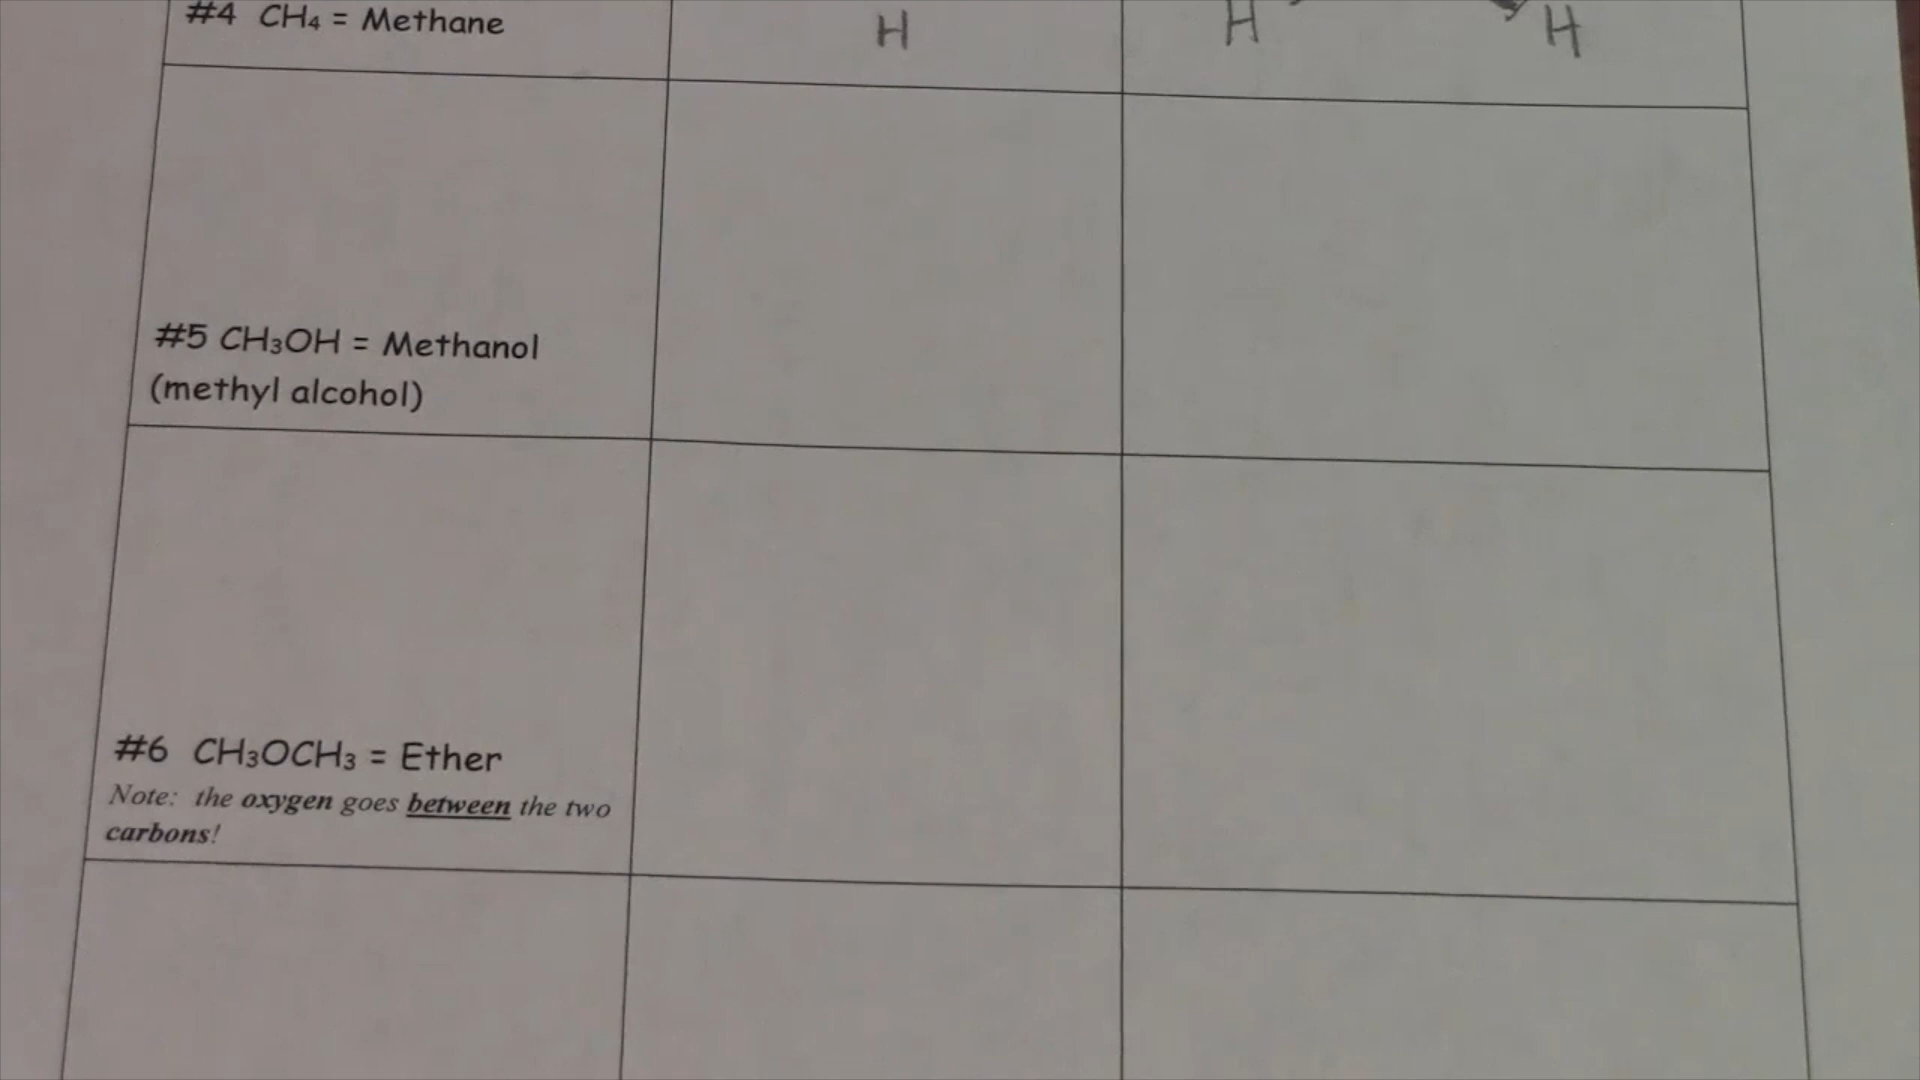 #4 CH₄ = Methane
H
H
H
#5 CH₃OH = Methanol
(methyl alcohol)
#6 CH₃OCH₃ = Ether
Note: the oxygen goes between the two
carbons!